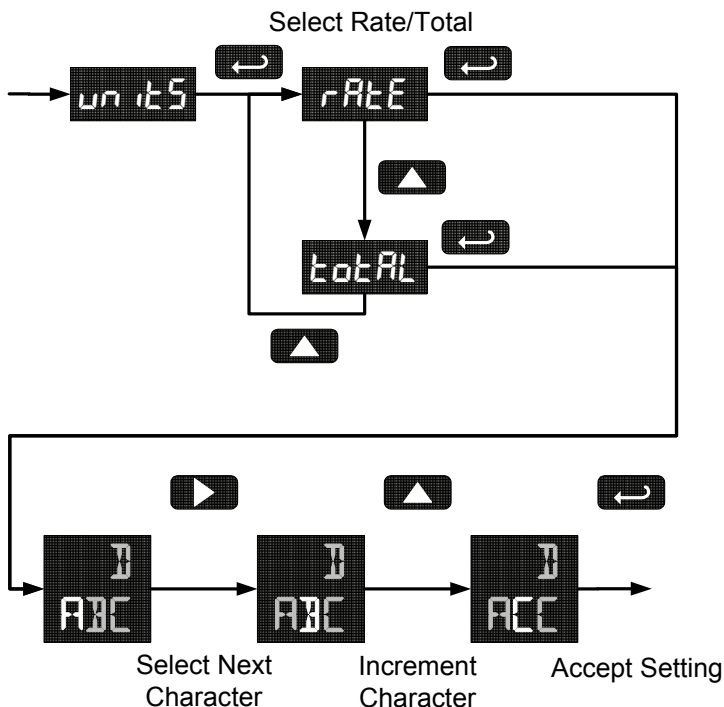 Select Rate/Total
unitS
rAtE
totAL
D
ABC
D
ABC
D
ACC
Select Next
Character
Increment
Character
Accept Setting